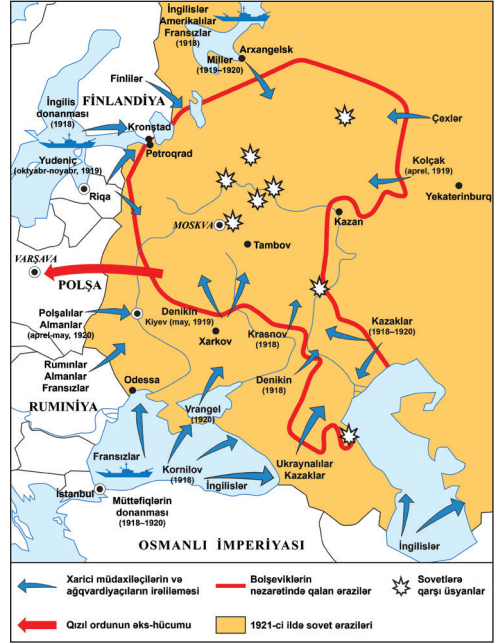 İngilislər
Amerikalılar
Fransızlar
(1918)
Miller
(1919–1920)
Arxangelsk
Finlilər
FİNLANDİYA
İngilis
donanması
(1918)
Kronştad
Petroqrad
Yudeniç
(oktyabr-noyabr, 1919)
Riqa
Çexlər
Kolçak
(aprel, 1919)
Yekaterinburq
Kazan
MOSKVA
Tambov
VARŞAVA
POLŞA
Polşalılar
Almanlar
(aprel-may, 1920)
Denikin
Kiyev (may, 1919)
Xarkov
Krasnov
(1918)
Kazaklar
(1918–1920)
Denikin
(1918)
Rumınlar
Almanlar
Fransızlar
RUMINİYA
Odessa
Vrangel
(1920)
Fransızlar
Kornilov
(1918)
İngilislər
Ukraynalılar
Kazaklar
İstanbul
Müttəfiqlərin
donanması
(1918–1920)
OSMANLI İMPERİYASI
İngilislər
Xarici müdaxiləçilərin və
ağqvardiyaçıların irəliləməsi
Bolşeviklərin
nəzarətində qalan ərazilər
Sovetlərə
qarşı üsyanlar
Qızıl ordunun əks-hücumu
1921-ci ildə sovet əraziləri